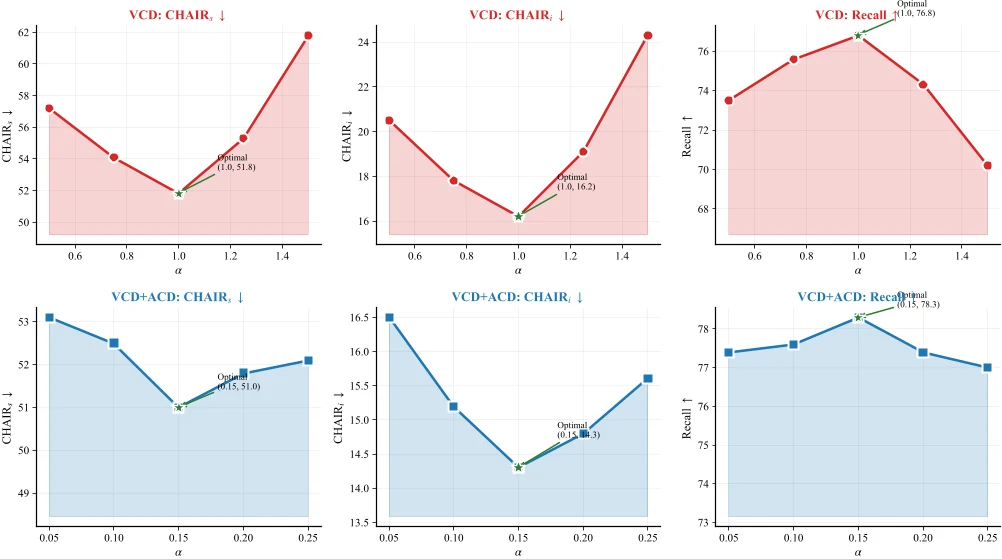 VCD: CHAIRs ↓
CHAIRs ↓
62
60
58
56
54
52
50
Optimal
(1.0, 51.8)
0.6 0.8 1.0 1.2 1.4
α
VCD: CHAIRi ↓
CHAIRi ↓
24
22
20
18
16
Optimal
(1.0, 16.2)
0.6 0.8 1.0 1.2 1.4
α
VCD: Recall ↑
Recall ↑
76
74
72
70
68
Optimal
(1.0, 76.8)
0.6 0.8 1.0 1.2 1.4
α
VCD+ACD: CHAIRs ↓
CHAIRs ↓
53
52
51
50
49
Optimal
(0.15, 51.0)
0.05 0.10 0.15 0.20 0.25
α
VCD+ACD: CHAIRi ↓
CHAIRi ↓
16.5
16.0
15.5
15.0
14.5
14.0
13.5
Optimal
(0.15, 14.3)
0.05 0.10 0.15 0.20 0.25
α
VCD+ACD: Recall
Recall ↑
78
77
76
75
74
73
Optimal
(0.15, 78.3)
0.05 0.10 0.15 0.20 0.25
α